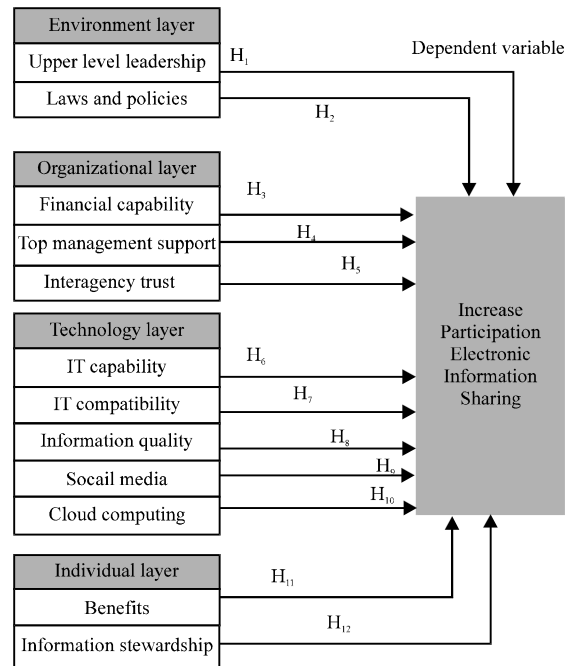 Environment layer
Upper level leadership
Laws and policies
H1
H2
Dependent variable
Organizational layer
Financial capability
Top management support
Interagency trust
H3
H4
H5
Technology layer
IT capability
IT compatibility
Information quality
Socail media
Cloud computing
H6
H7
H8
H9
H10
Individual layer
Benefits
Information stewardship
H11
H12
Increase
Participation
Electronic
Information
Sharing